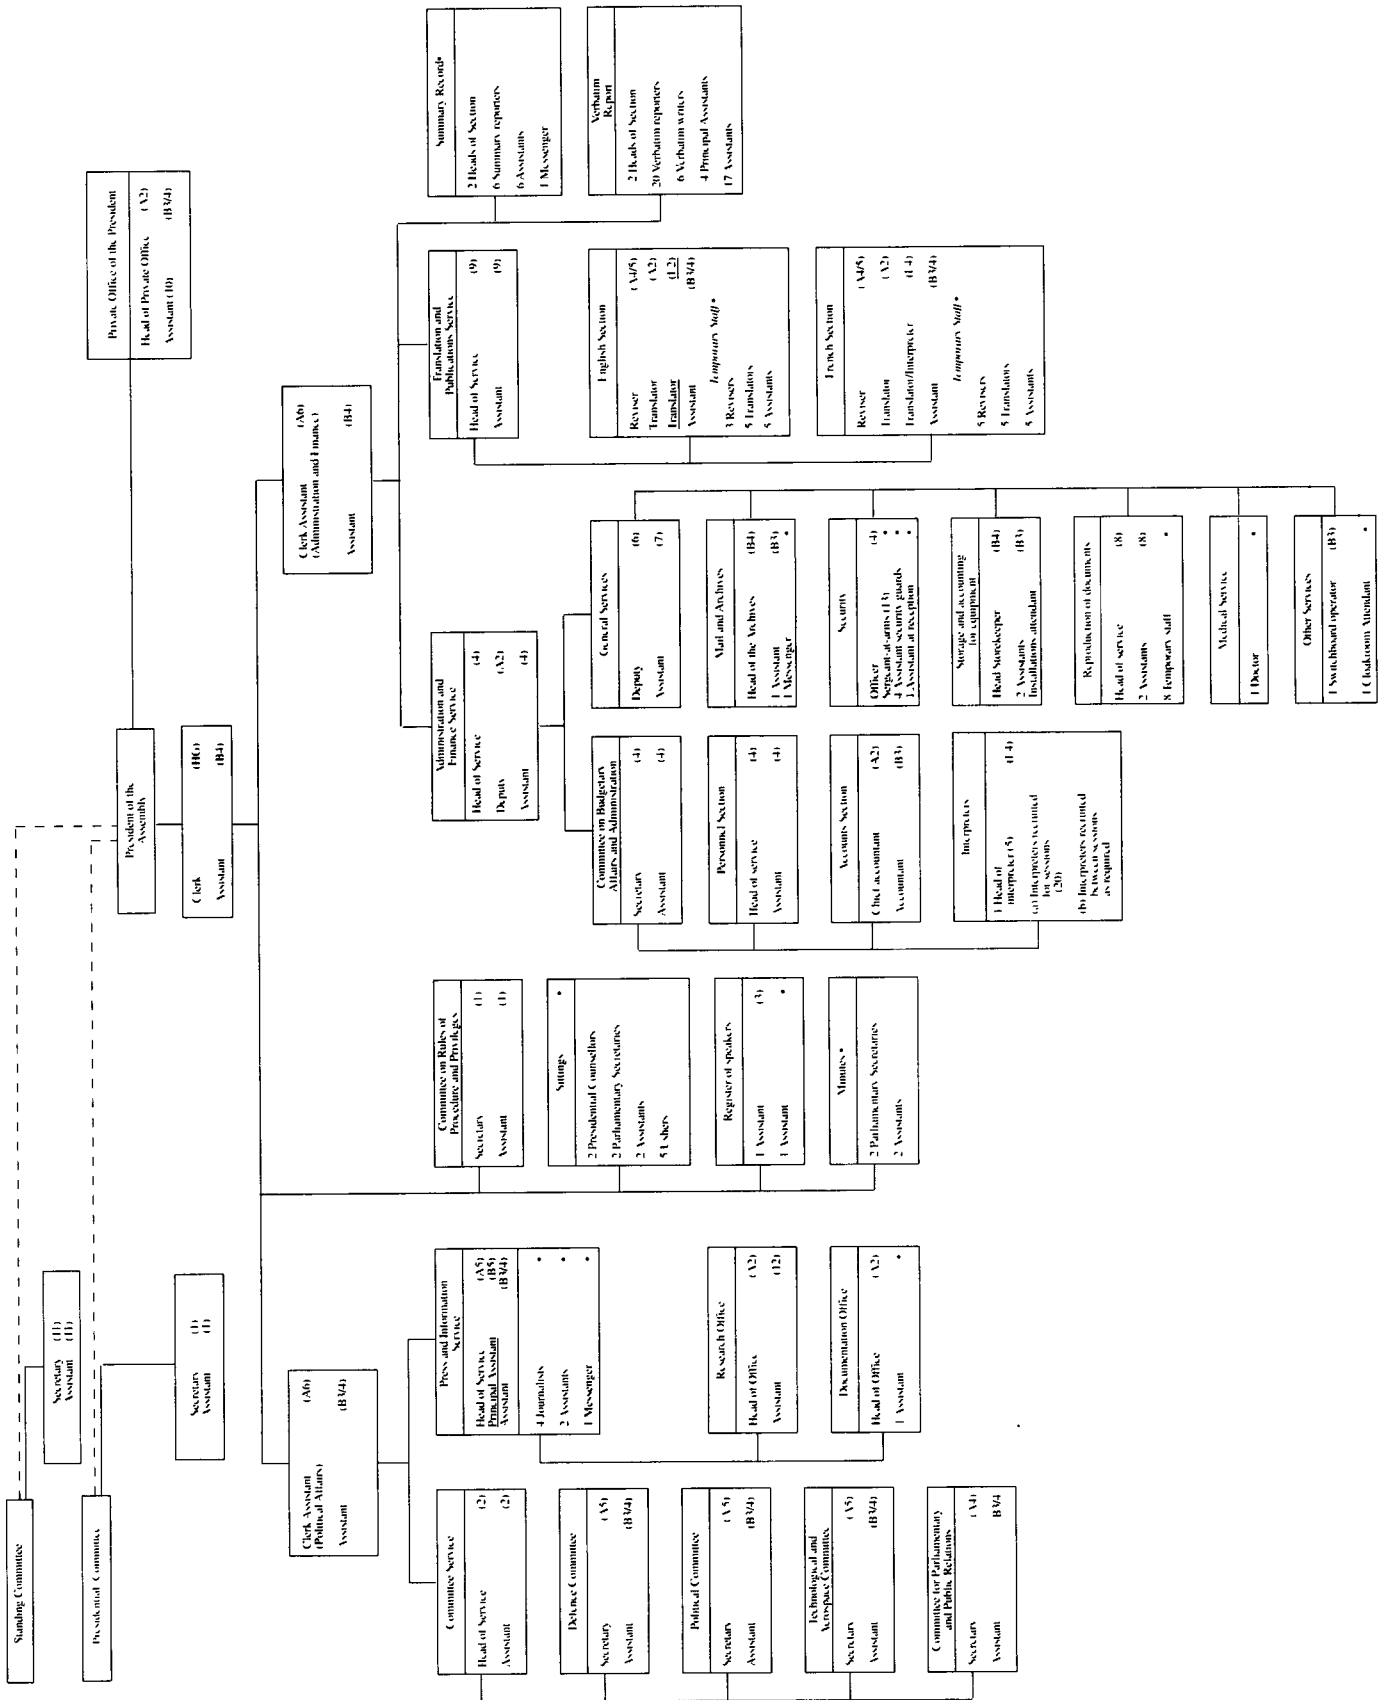 Standing Committee
Secretary (11)
Assistant (11)
Presidential Committee
Secretary (1)
Assistant (1)
President of the
Assembly
Private Office of the President
Head of Private Office (A2)
Assistant (10) (B3/4)
Clerk (HG)
Assistant (B4)
Clerk Assistant (A6)
(Political Affairs)
Assistant (B3/4)
Clerk Assistant (A6)
(Administration and Finance)
Assistant (B4)
Committee Service
Head of Service (2)
Assistant (2)
Defence Committee
Secretary (A5)
Assistant (B3/4)
Political Committee
Secretary (A5)
Assistant (B3/4)
Technological and
Aerospace Committee
Secretary (A5)
Assistant (B3/4)
Committee for Parliamentary
and Public Relations
Secretary (A4)
Assistant B3/4
Press and Information
Service
Head of Service (A5)
Principal Assistant (B5)
Assistant (B3/4)
4 Journalists •
2 Assistants •
1 Messenger •
Research Office
Head of Office (A2)
Assistant (12)
Documentation Office
Head of Office (A2)
1 Assistant •
Committee on Rules of
Procedure and Privileges
Secretary (1)
Assistant (1)
Sittings •
2 Presidential Counsellors
2 Parliamentary Secretaries
2 Assistants
5 Ushers
Register of speakers
1 Assistant (3)
1 Assistant •
Minutes •
2 Parliamentary Secretaries
2 Assistants
Administration and
Finance Service
Head of Service (4)
Deputy (A2)
Assistant (4)
Committee on Budgetary
Affairs and Administration
Secretary (4)
Assistant (4)
Personnel Section
Head of service (4)
Assistant (4)
Accounts Section
Chief accountant (A2)
Accountant (B3)
Interpreters
1 Head of
interpreter (5) (L4)
(a) Interpreters recruited
for sessions
(20)
(b) Interpreters recruited
between sessions
as required
General Services
Deputy (6)
Assistant (7)
Mail and Archives
Head of the Archives (B4)
1 Assistant (B3)
1 Messenger •
Security
Officer (4)
Sergeant-at-arms (13) •
4 Assistant security guards •
1 Assistant at reception •
Storage and accounting
for equipment
Head Storekeeper (B4)
2 Assistants (B3)
Installations attendant
Reproduction of documents
Head of service (8)
2 Assistants (8)
8 Temporary staff •
Medical Service
1 Doctor •
Other Services
1 Switchboard operator (B3)
1 Cloakroom Attendant •
Translation and
Publications Service
Head of Service (9)
Assistant (9)
English Section
Reviser (A4/5)
Translator (A2)
Translator (L2)
Assistant (B3/4)
Temporary Staff •
3 Revisers
5 Translators
5 Assistants
French Section
Reviser (A4/5)
Translator (A2)
Translator/Interpreter (L4)
Assistant (B3/4)
Temporary Staff •
5 Revisers
5 Translators
5 Assistants
Summary Record•
2 Heads of Section
6 Summary reporters
6 Assistants
1 Messenger
Verbatim
Report
2 Heads of Section
20 Verbatim reporters
6 Verbatim writers
4 Principal Assistants
17 Assistants